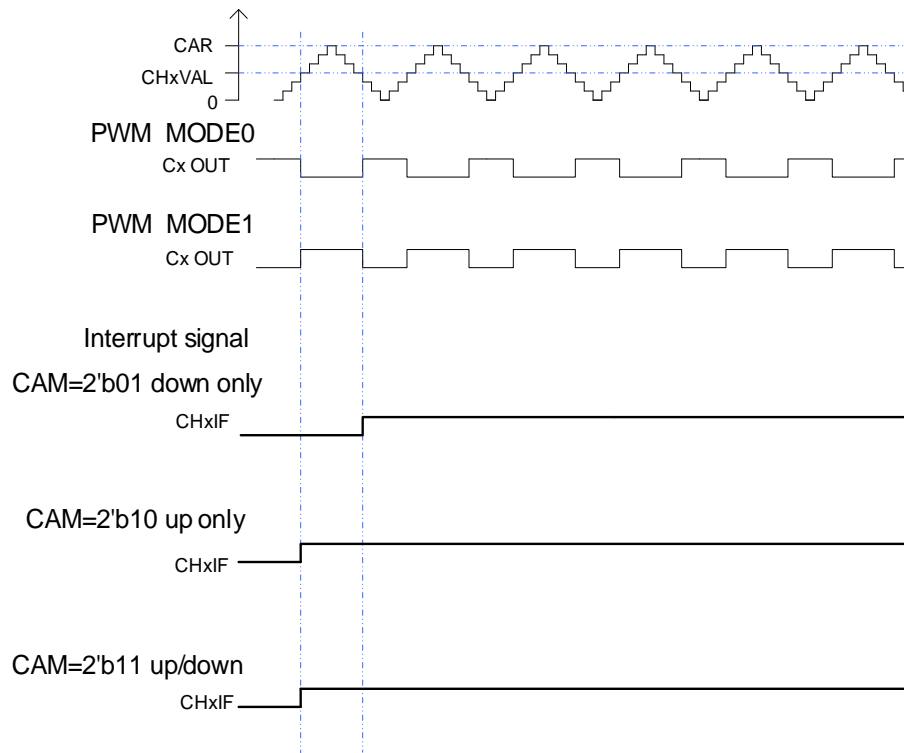 CAR
CHxVAL
0
PWM MODE0
Cx OUT
PWM MODE1
Cx OUT
Interrupt signal
CAM=2'b01 down only
CHxIF
CAM=2'b10 up only
CHxIF
CAM=2'b11 up/down
CHxIF